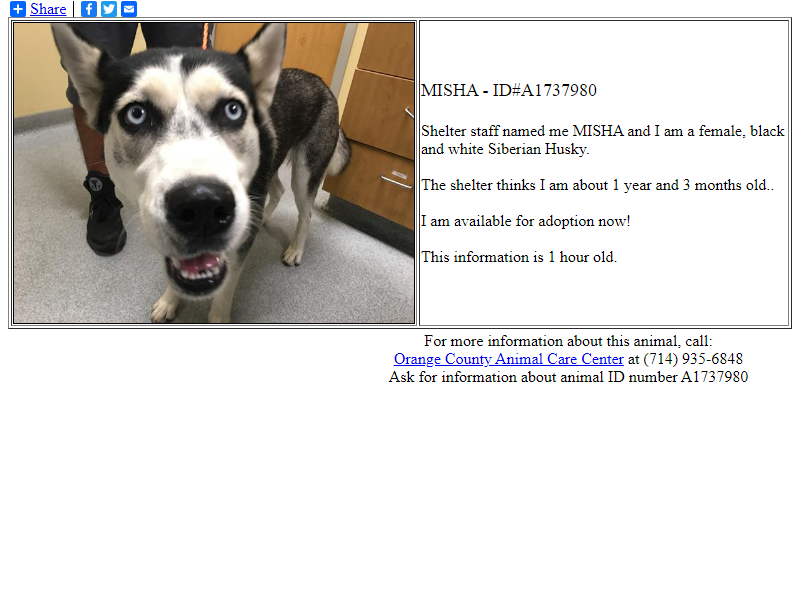 Share
MISHA - ID#A1737980
Shelter staff named me MISHA and I am a female, black
and white Siberian Husky.
The shelter thinks I am about 1 year and 3 months old..
I am available for adoption now!
This information is 1 hour old.
For more information about this animal, call:
Orange County Animal Care Center at (714) 935-6848
Ask for information about animal ID number A1737980